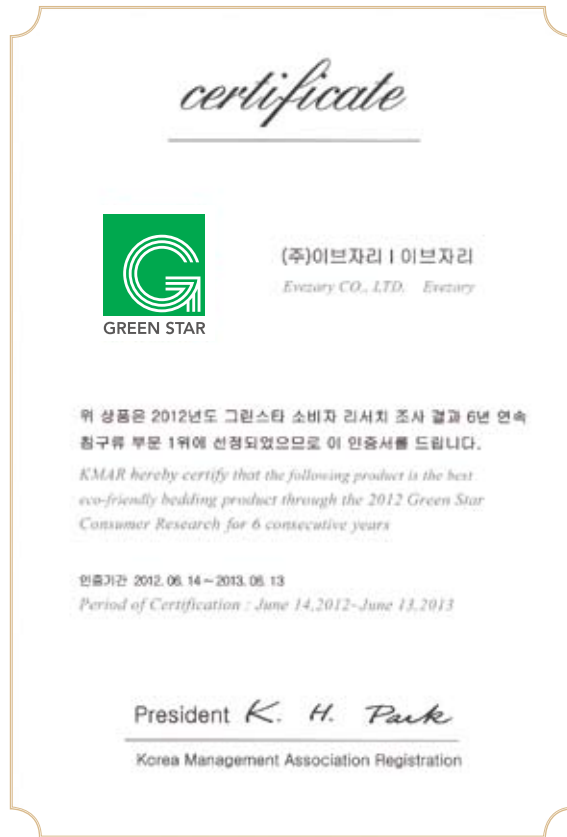 certificate
GREEN STAR
(주)이브자리 I 이브자리
Evezary CO., LTD. Evezary
위 상품은 2012년도 그린스타 소비자 리서치 조사 결과 6년 연속
침구류 부문 1위에 선정되었으므로 이 인증서를 드립니다.
KMAR hereby certify that the following product is the best
eco-friendly bedding product through the 2012 Green Star
Consumer Research for 6 consecutive years
인증기간 2012. 06. 14 ~ 2013. 06. 13
Period of Certification : June 14,2012~June 13,2013
President K. H. Park
Korea Management Association Registration